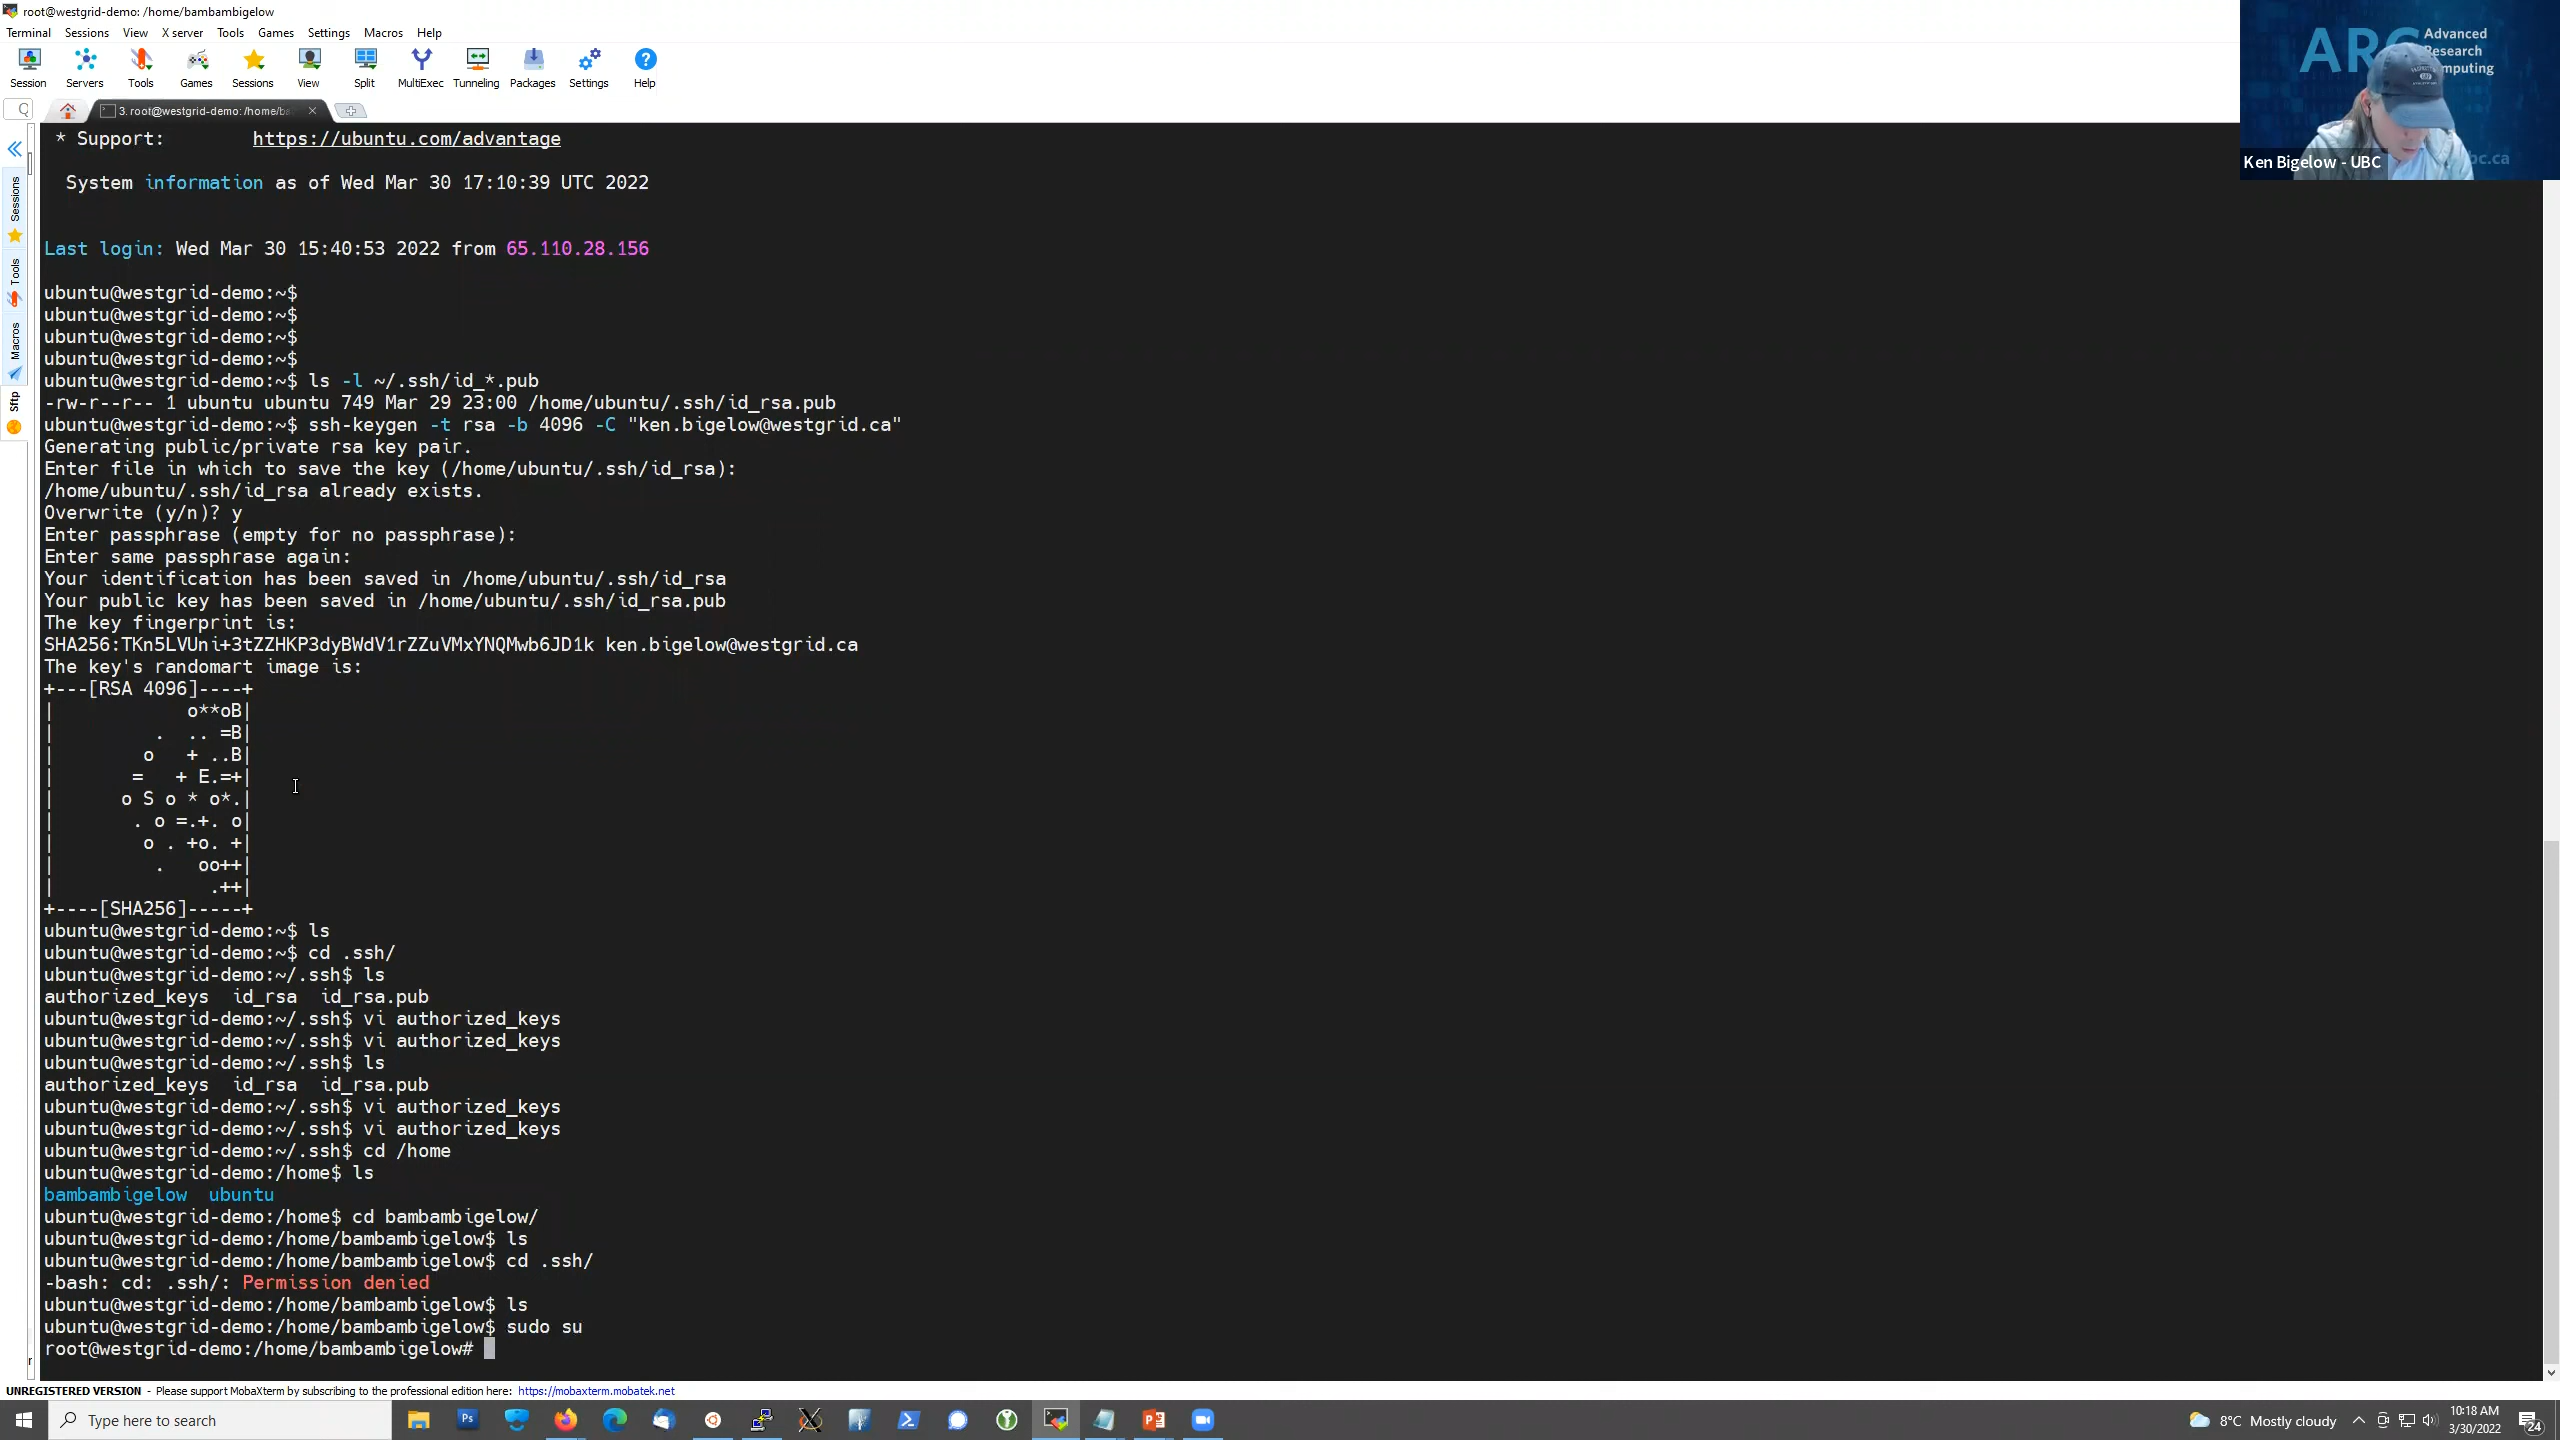 root@westgrid-demo: /home/bambambigelow
Terminal Sessions View X server Tools Games Settings Macros Help
Session Servers Tools Games Sessions View Split MultiExec Tunneling Packages Settings Help
3. root@westgrid-demo: /home/ba
Sessions
Tools
Macros
Sftp
Advanced
Research
Ken Bigelow - UBC
* Support: https://ubuntu.com/advantage
System information as of Wed Mar 30 17:10:39 UTC 2022
Last login: Wed Mar 30 15:40:53 2022 from 65.110.28.156
ubuntu@westgrid-demo:~$
ubuntu@westgrid-demo:~$
ubuntu@westgrid-demo:~$
ubuntu@westgrid-demo:~$
ubuntu@westgrid-demo:~$ ls -l ~/.ssh/id_*.pub
-rw-r--r-- 1 ubuntu ubuntu 749 Mar 29 23:00 /home/ubuntu/.ssh/id_rsa.pub
ubuntu@westgrid-demo:~$ ssh-keygen -t rsa -b 4096 -C "ken.bigelow@westgrid.ca"
Generating public/private rsa key pair.
Enter file in which to save the key (/home/ubuntu/.ssh/id_rsa):
/home/ubuntu/.ssh/id_rsa already exists.
Overwrite (y/n)? y
Enter passphrase (empty for no passphrase):
Enter same passphrase again:
Your identification has been saved in /home/ubuntu/.ssh/id_rsa
Your public key has been saved in /home/ubuntu/.ssh/id_rsa.pub
The key fingerprint is:
SHA256:TKn5LVUni+3tZZHKP3dyBWdV1rZZuVMxYNQMwb6JD1k ken.bigelow@westgrid.ca
The key's randomart image is:
+---[RSA 4096]----+
|            o**oB|
|         .  .. =B|
|        o   + ..B|
|       =   + E.=+|
|      o S o * o*.|
|       . o =.+. o|
|        o . +o. +|
|         .   oo++|
|              .++|
+----[SHA256]-----+
ubuntu@westgrid-demo:~$ ls
ubuntu@westgrid-demo:~$ cd .ssh/
ubuntu@westgrid-demo:~/.ssh$ ls
authorized_keys  id_rsa  id_rsa.pub
ubuntu@westgrid-demo:~/.ssh$ vi authorized_keys
ubuntu@westgrid-demo:~/.ssh$ vi authorized_keys
ubuntu@westgrid-demo:~/.ssh$ ls
authorized_keys  id_rsa  id_rsa.pub
ubuntu@westgrid-demo:~/.ssh$ vi authorized_keys
ubuntu@westgrid-demo:~/.ssh$ vi authorized_keys
ubuntu@westgrid-demo:~/.ssh$ cd /home
ubuntu@westgrid-demo:/home$ ls
bambambigelow  ubuntu
ubuntu@westgrid-demo:/home$ cd bambambigelow/
ubuntu@westgrid-demo:/home/bambambigelow$ ls
ubuntu@westgrid-demo:/home/bambambigelow$ cd .ssh/
-bash: cd: .ssh/: Permission denied
ubuntu@westgrid-demo:/home/bambambigelow$ ls
ubuntu@westgrid-demo:/home/bambambigelow$ sudo su
root@westgrid-demo:/home/bambambigelow#
UNREGISTERED VERSION - Please support MobaXterm by subscribing to the professional edition here: https://mobaxterm.mobatek.net
Type here to search
8°C Mostly cloudy
10:18 AM
3/30/2022
24